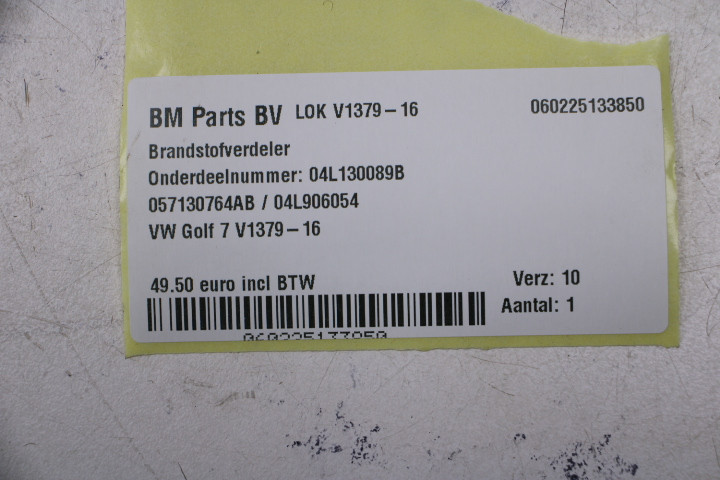 BM Parts BV LOK V1379-16 060225133850
Brandstofverdeler
Onderdeelnummer: 04L130089B
057130764AB / 04L906054
VW Golf 7 V1379-16
49.50 euro incl BTW Verz: 10
Aantal: 1
060225133850